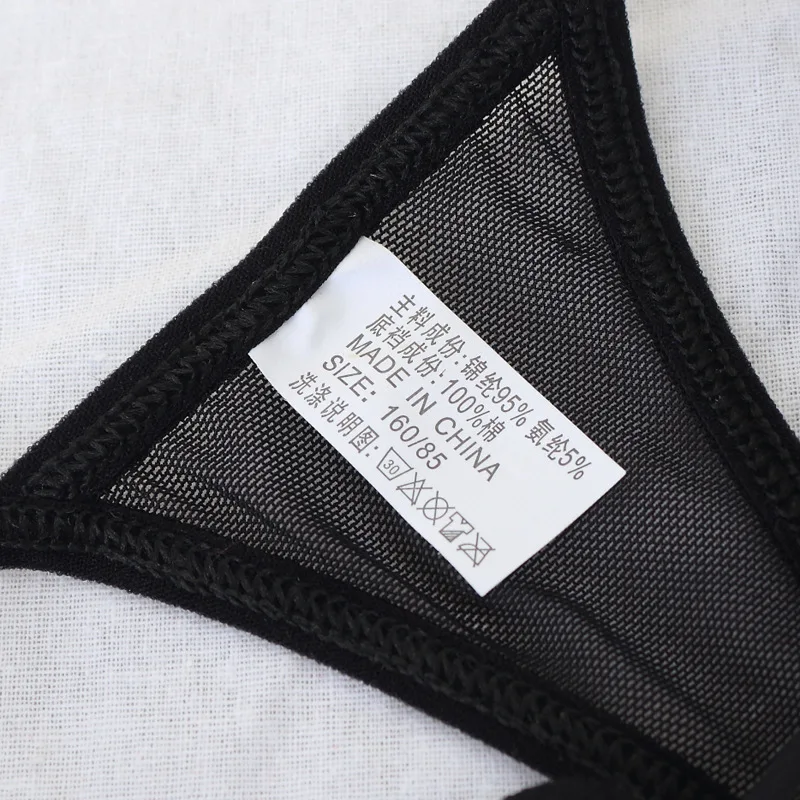 主料成份:锦纶95% 氨纶5%
底裆成份:100%棉
MADE IN CHINA
SIZE: 160/85
洗涤说明图: 30